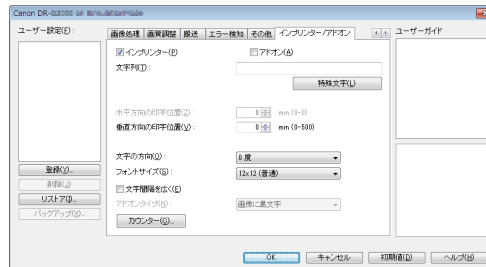 Canon DR-
ユーザー設定(F):
登録(Y)...
削除(J)
リストア(I)...
バックアップ(X)...
画像処理 画質調整 搬送 エラー検知 その他 インプリンター/アドオン
インプリンター(P) アドオン(A)
文字列(T):
特殊文字(L)
水平方向の印字位置(Z): 0 mm (0-0)
垂直方向の印字位置(V): 0 mm (0-500)
文字の方向(O): 0 度
フォントサイズ(S): 12x12 (普通)
文字間隔を広く(E)
アドオンタイプ(N): 画像に黒文字
カウンター(G)...
ユーザーガイド
OK キャンセル 初期値(D) ヘルプ(H)